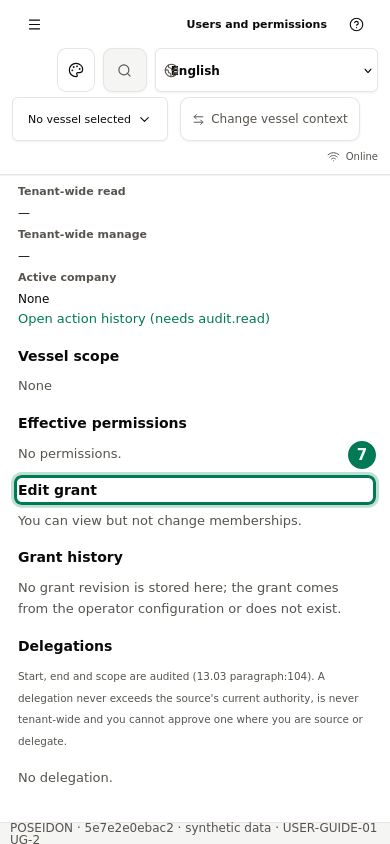 Users and permissions
English
No vessel selected
Change vessel context
Online
Tenant-wide read
—
Tenant-wide manage
—
Active company
None
Open action history (needs audit.read)
Vessel scope
None
Effective permissions
No permissions.
7
Edit grant
You can view but not change memberships.
Grant history
No grant revision is stored here; the grant comes
from the operator configuration or does not exist.
Delegations
Start, end and scope are audited (13.03 paragraph:104). A
delegation never exceeds the source's current authority, is never
tenant-wide and you cannot approve one where you are source or
delegate.
No delegation.
POSEIDON · 5e7e2e0ebac2 · synthetic data · USER-GUIDE-01
UG-2